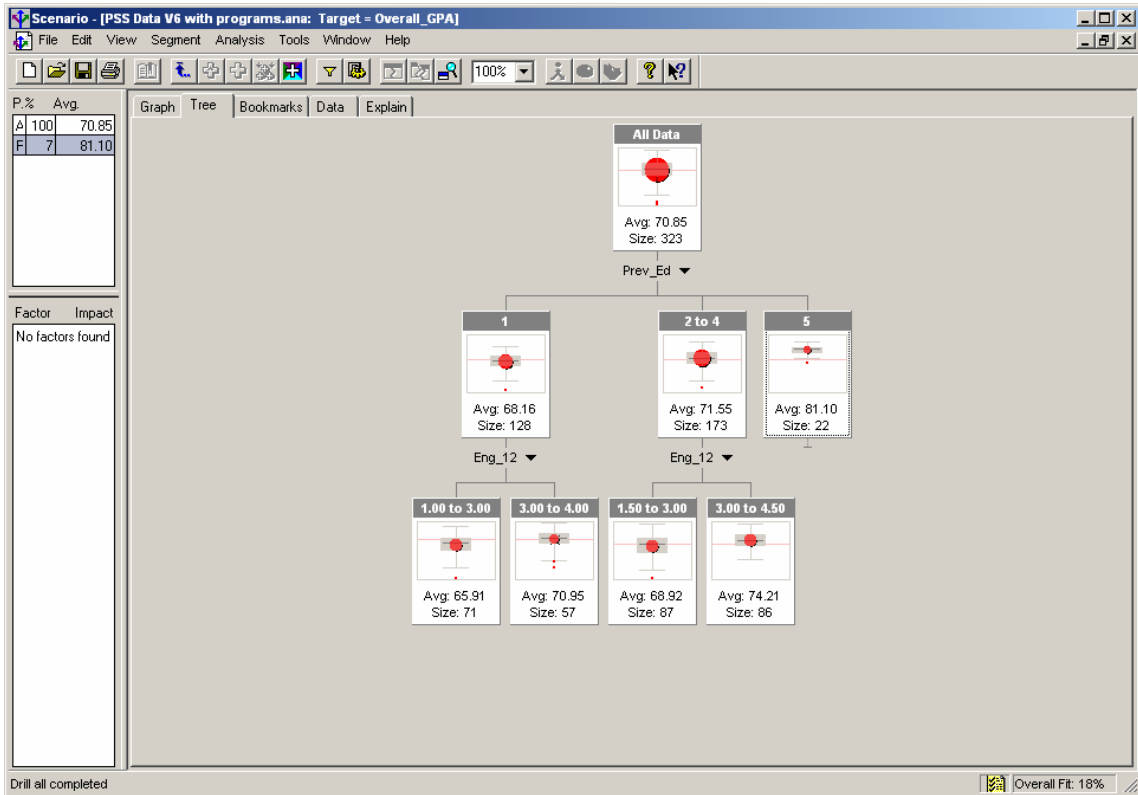 Scenario - [PSS Data V6 with programs.ana: Target = Overall_GPA]
File Edit View Segment Analysis Tools Window Help
100%
P.% Avg.
A 100 70.85
F 7 81.10
Factor Impact
No factors found
Graph Tree Bookmarks Data Explain
All Data
Avg: 70.85
Size: 323
Prev_Ed
1
Avg: 68.16
Size: 128
2 to 4
Avg: 71.55
Size: 173
5
Avg: 81.10
Size: 22
Eng_12
Eng_12
1.00 to 3.00
Avg: 65.91
Size: 71
3.00 to 4.00
Avg: 70.95
Size: 57
1.50 to 3.00
Avg: 68.92
Size: 87
3.00 to 4.50
Avg: 74.21
Size: 86
Drill all completed
Overall Fit: 18%